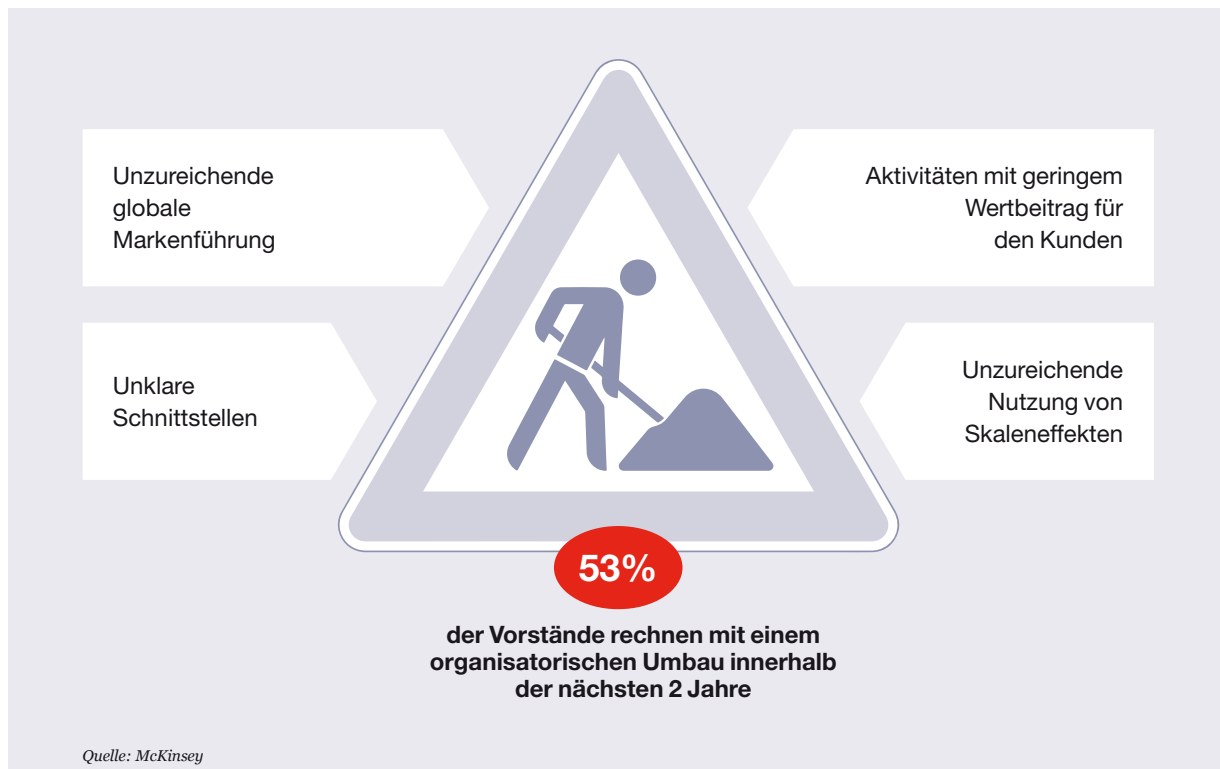 Unzureichende
globale
Markenführung
Aktivitäten mit geringem
Wertbeitrag für
den Kunden
Unklare
Schnittstellen
Unzureichende
Nutzung von
Skaleneffekten
53%
der Vorstände rechnen mit einem
organisatorischen Umbau innerhalb
der nächsten 2 Jahre
Quelle: McKinsey